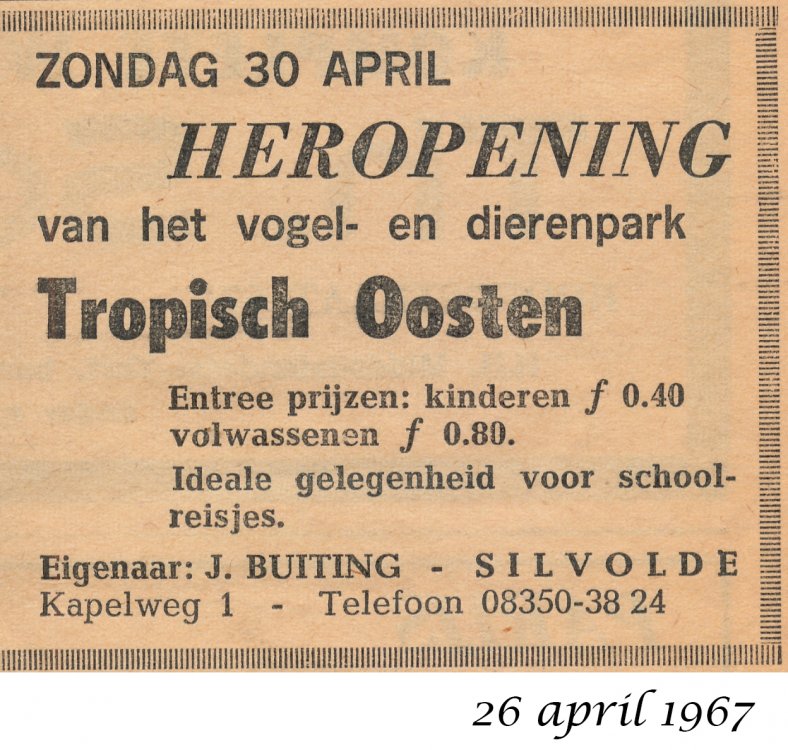 ZONDAG 30 APRIL
HEROPENING
van het vogel- en dierenpark
Tropisch Oosten
Entree prijzen: kinderen ƒ 0.40
volwassenen ƒ 0.80.
Ideale gelegenheid voor school-
reisjes.
Eigenaar: J. BUITING - SILVOLDE
Kapelweg 1 - Telefoon 08350-38 24
26 april 1967